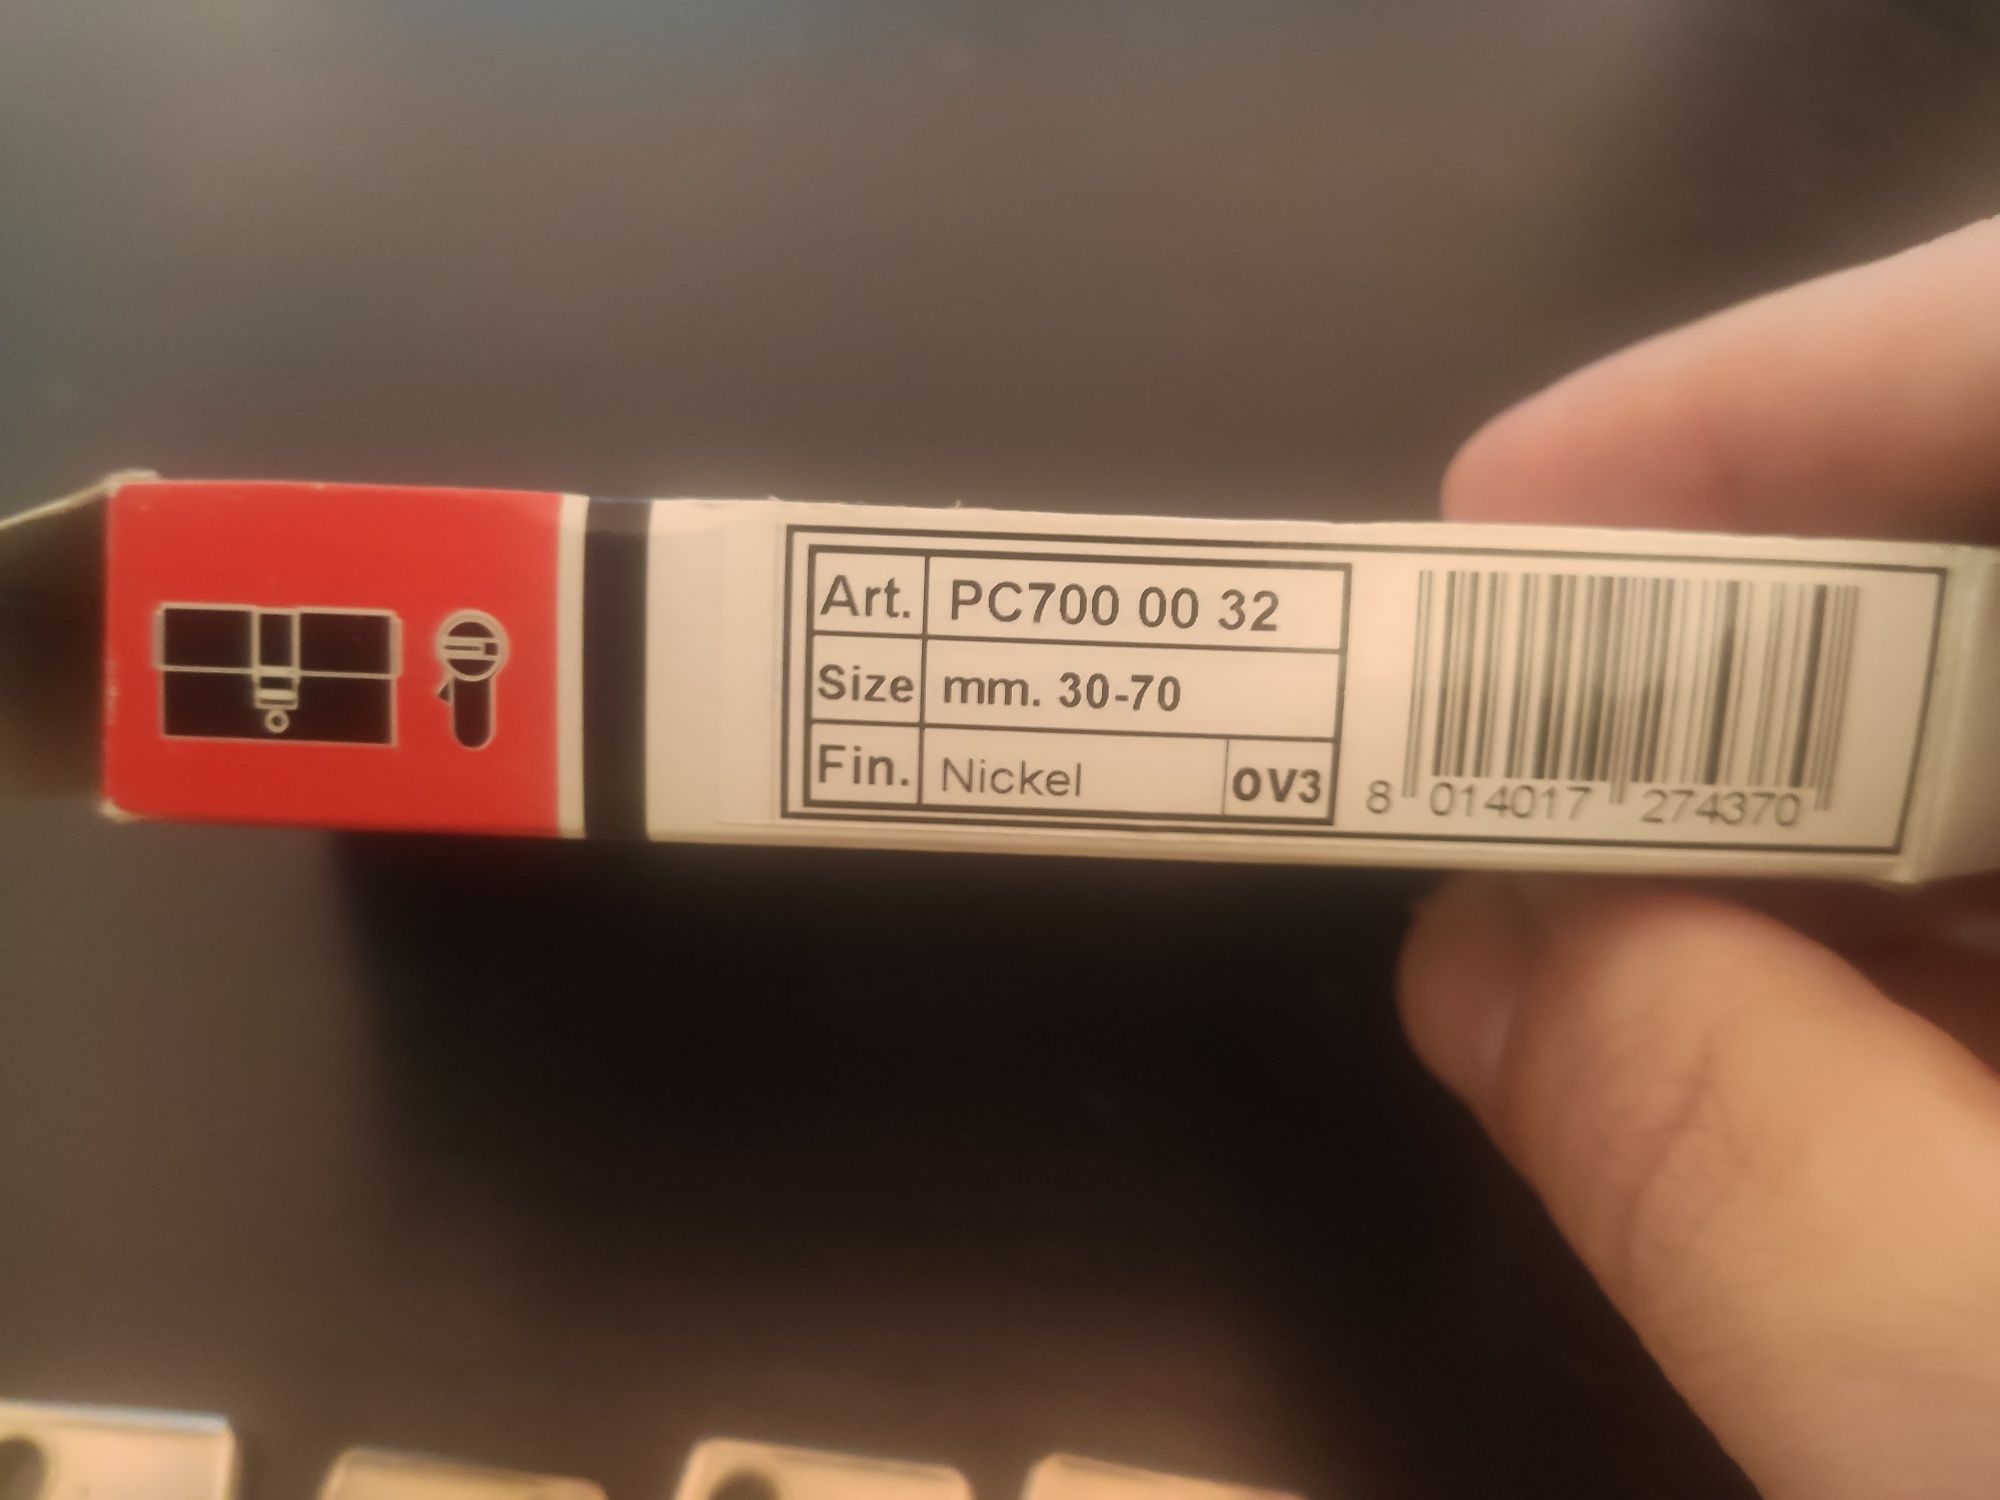 Art. PC700 00 32
Size mm. 30-70
Fin. Nickel 0V3
8 014017 274370